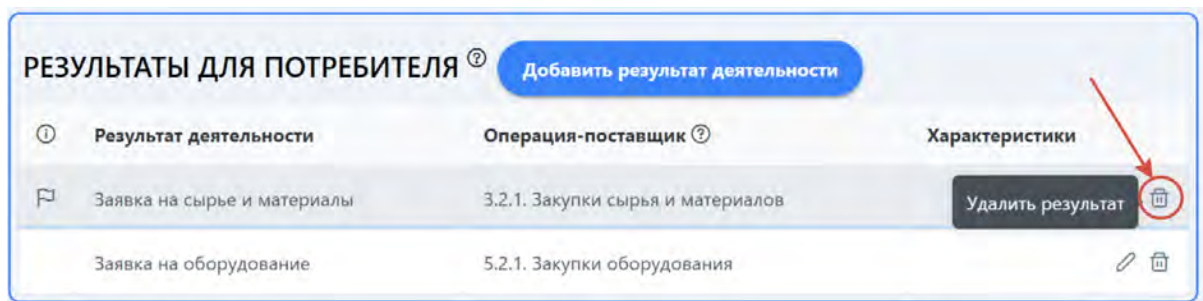 РЕЗУЛЬТАТЫ ДЛЯ ПОТРЕБИТЕЛЯ Добавить результат деятельности
Результат деятельности Операция-поставщик Характеристики
Заявка на сырье и материалы 3.2.1. Закупки сырья и материалов Удалить результат
Заявка на оборудование 5.2.1. Закупки оборудования